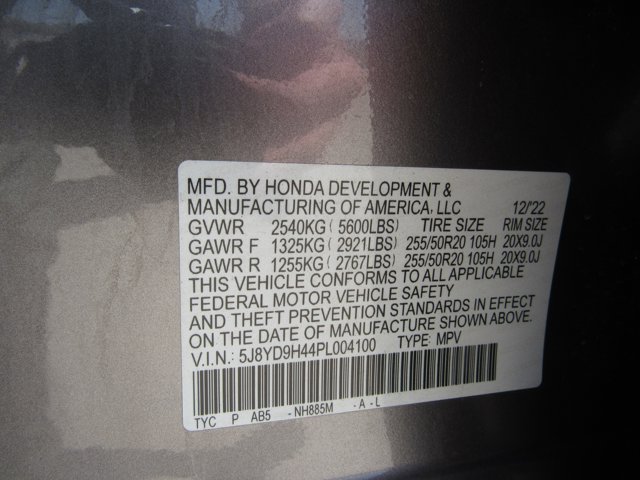 MFD. BY HONDA DEVELOPMENT &
MANUFACTURING OF AMERICA, LLC 12/'22
GVWR 2540KG ( 5600LBS) TIRE SIZE RIM SIZE
GAWR F 1325KG ( 2921LBS) 255/50R20 105H 20X9.0J
GAWR R 1255KG ( 2767LBS) 255/50R20 105H 20X9.0J
THIS VEHICLE CONFORMS TO ALL APPLICABLE
FEDERAL MOTOR VEHICLE SAFETY
AND THEFT PREVENTION STANDARDS IN EFFECT
ON THE DATE OF MANUFACTURE SHOWN ABOVE.
V.I.N.: 5J8YD9H44PL004100 TYPE: MPV
TYC P AB5 -NH885M -A -L